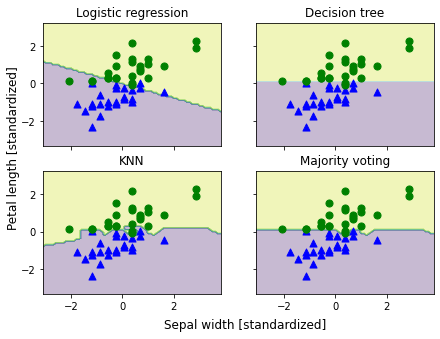 Logistic regression
Decision tree
2
0
−2
KNN
Majority voting
2
0
−2
−2 0 2
−2 0 2
Petal length [standardized]
Sepal width [standardized]